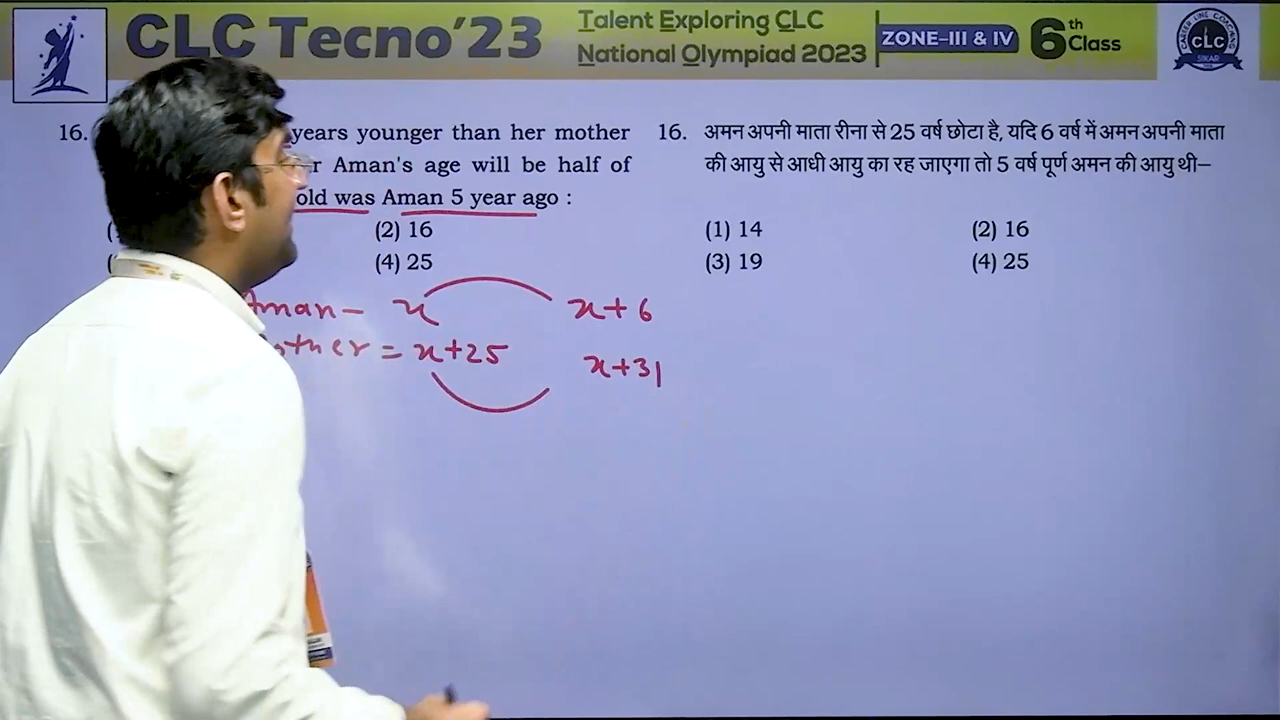 CLC Tecno'23
Talent Exploring CLC
National Olympiad 2023
ZONE–III & IV
6th Class
CLC
SIKAR
16. years younger than her mother
Aman's age will be half of
old was Aman 5 year ago :
(2) 16
(4) 25
16. अमन अपनी माता रीना से 25 वर्ष छोटा है, यदि 6 वर्ष में अमन अपनी माता
की आयु से आधी आयु का रह जाएगा तो 5 वर्ष पूर्ण अमन की आयु थी–
(1) 14 (2) 16
(3) 19 (4) 25
Aman – x x+6
= x+25 x+31